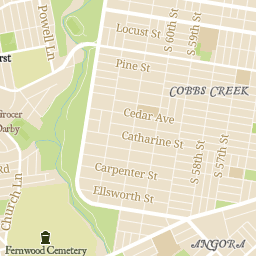 Powell Ln
Locust St
S 60th St
S 59th St
Pine St
COBBS CREEK
Cedar Ave
Catharine St
Carpenter St
Ellsworth St
S 58th St
S 57th St
Church Ln
Fernwood Cemetery
ANGORA